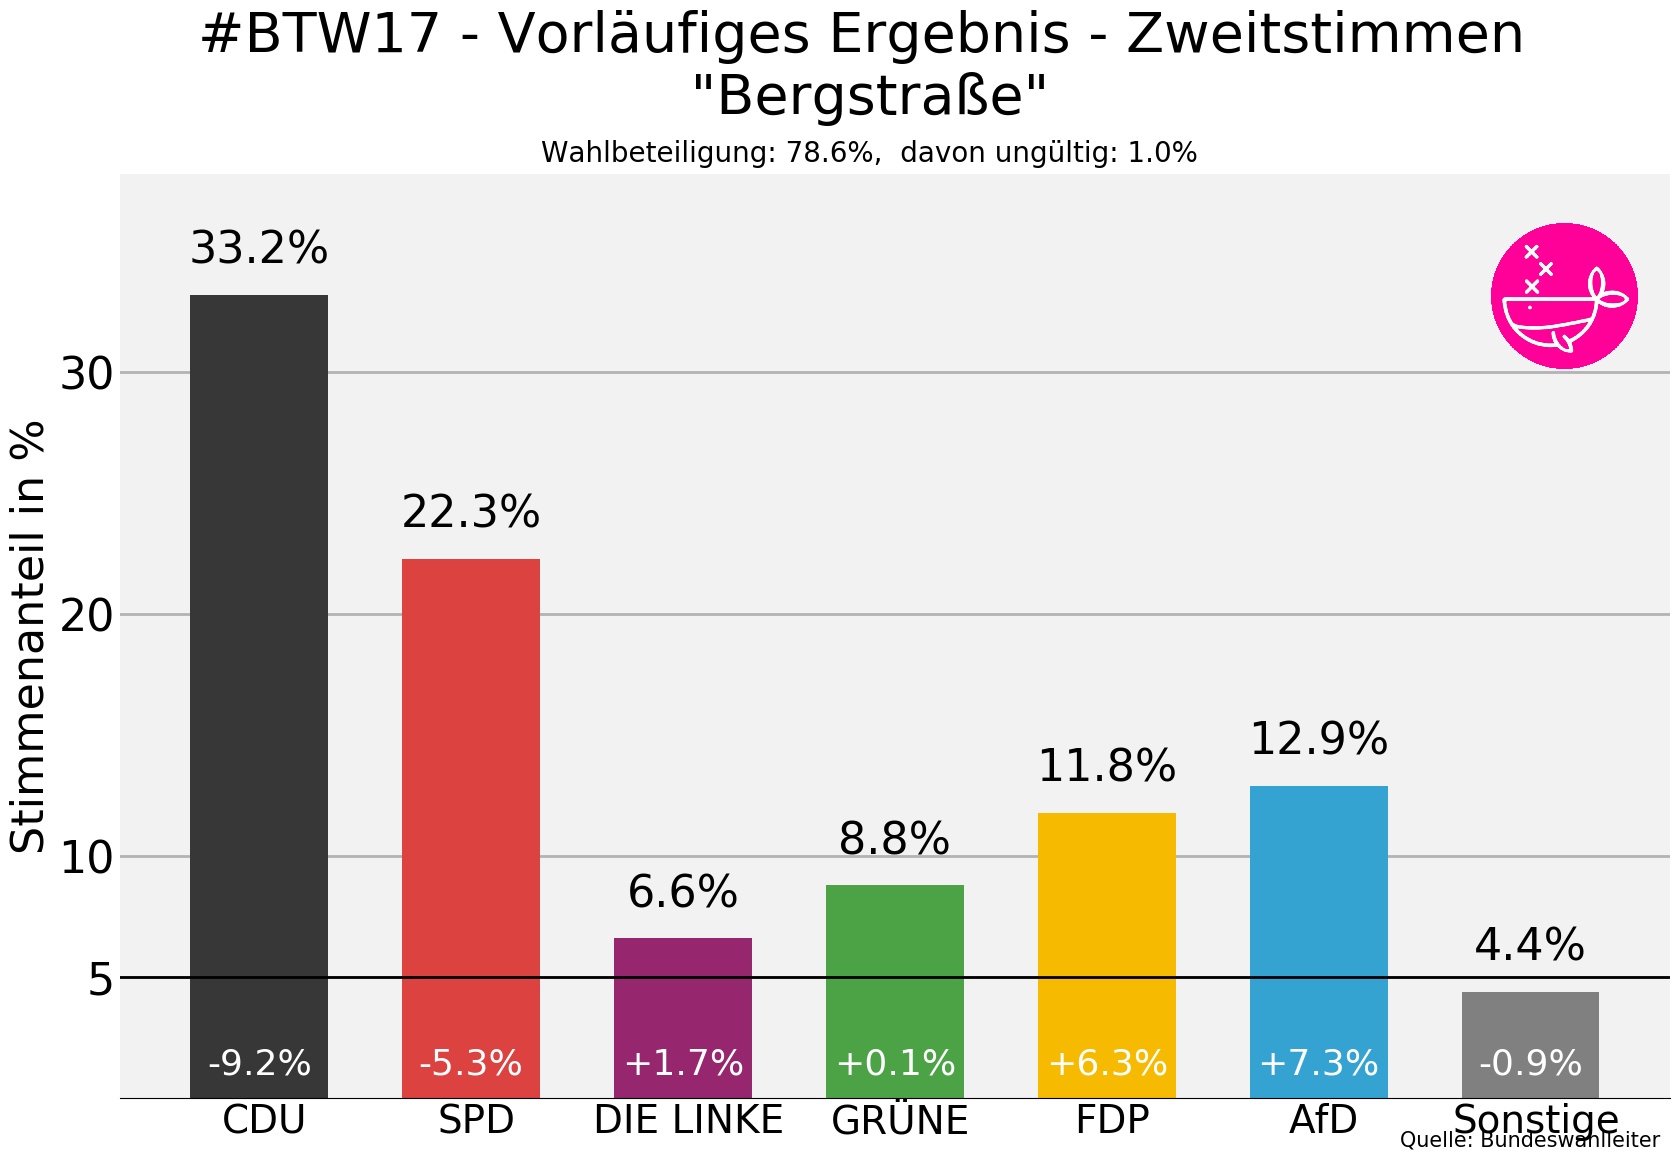 #BTW17 - Vorläufiges Ergebnis - Zweitstimmen
"Bergstraße"
Wahlbeteiligung: 78.6%,  davon ungültig: 1.0%
Stimmenanteil in %
30
20
10
5
33.2%
22.3%
6.6%
8.8%
11.8%
12.9%
4.4%
-9.2%
-5.3%
+1.7%
+0.1%
+6.3%
+7.3%
-0.9%
CDU
SPD
DIE LINKE
GRÜNE
FDP
AfD
Sonstige
Quelle: Bundeswahlleiter